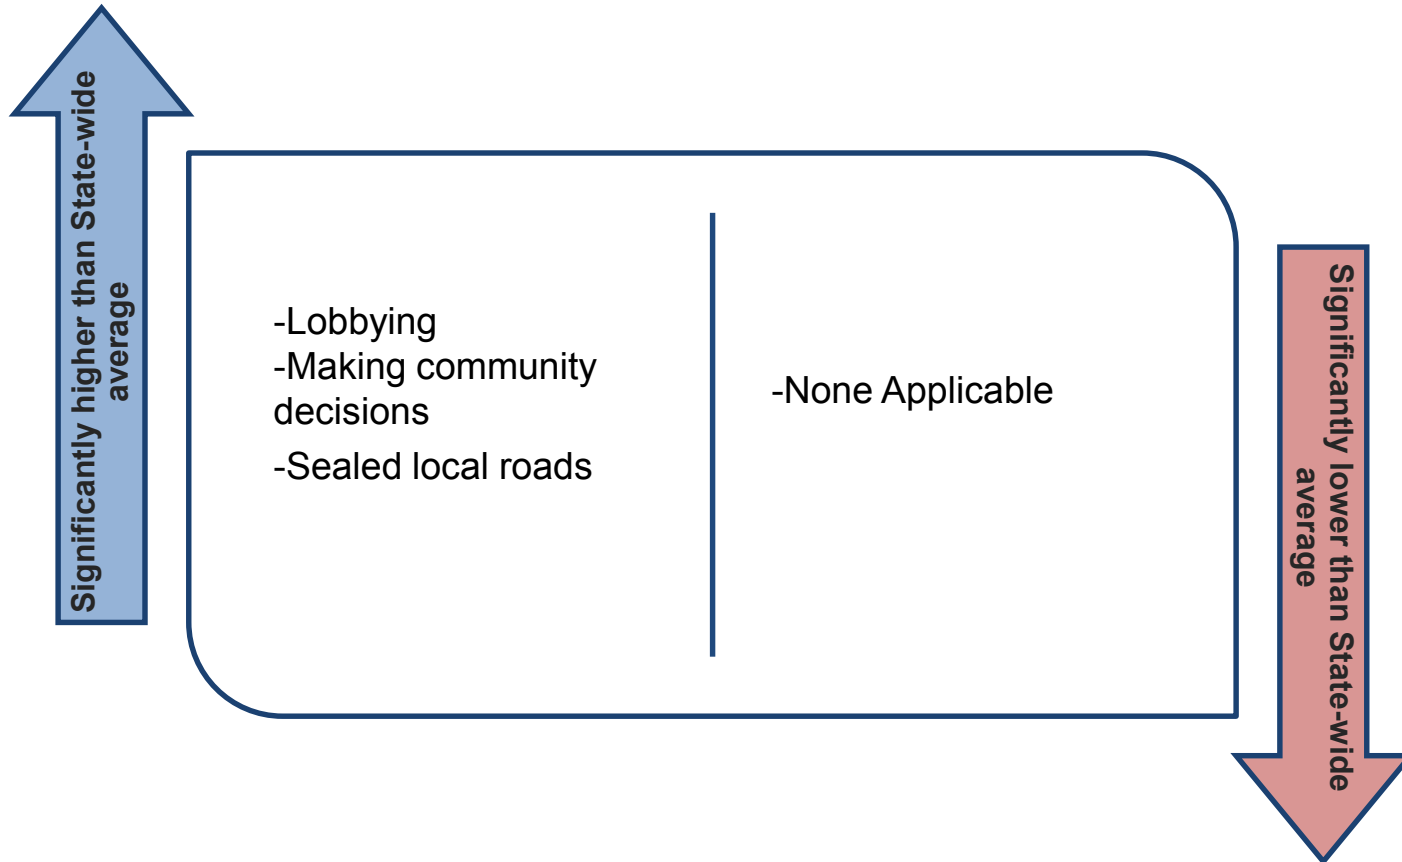 Significantly higher than State-wide
average
-Lobbying
-Making community
decisions
-Sealed local roads
-None Applicable
Significantly lower than State-wide
average